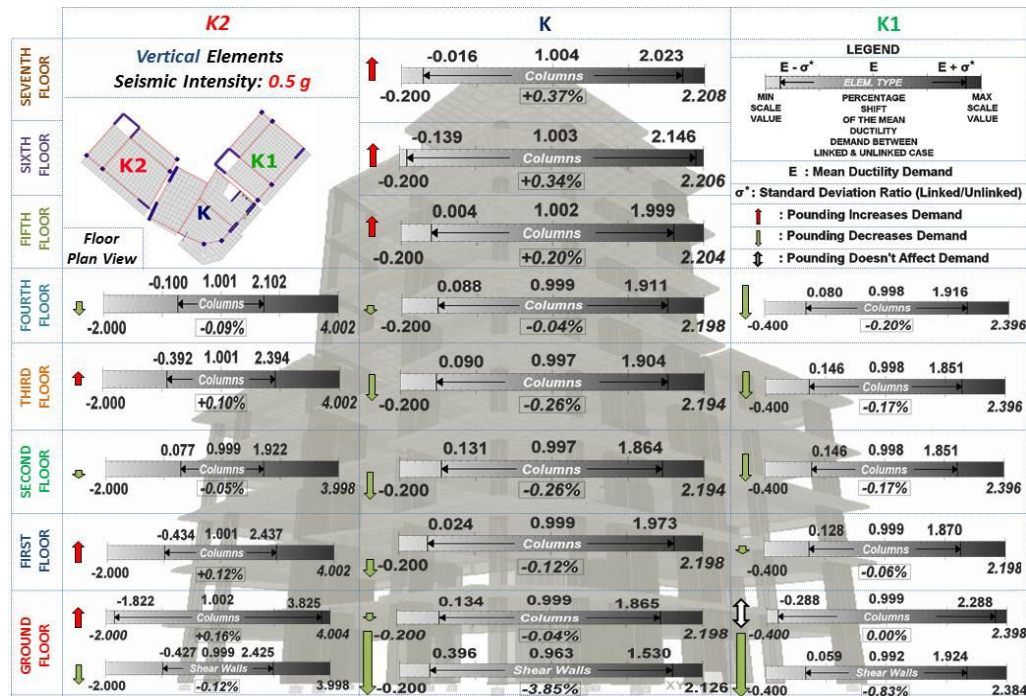 K2
K
K1
Vertical Elements
Seismic Intensity: 0.5 g
K2
K1
K
Floor
Plan View
LEGEND
E - σ*
E
E + σ*
ELEM. TYPE
MIN
SCALE
VALUE
PERCENTAGE
SHIFT
OF THE MEAN
DUCTILITY
DEMAND BETWEEN
LINKED & UNLINKED CASE
MAX
SCALE
VALUE
E : Mean Ductility Demand
σ*: Standard Deviation Ratio (Linked/Unlinked)
: Pounding Increases Demand
: Pounding Decreases Demand
: Pounding Doesn't Affect Demand
SEVENTH
FLOOR
-0.016 1.004 2.023
Columns
-0.200 +0.37% 2.208
SIXTH
FLOOR
-0.139 1.003 2.146
Columns
-0.200 +0.34% 2.206
FIFTH
FLOOR
0.004 1.002 1.999
Columns
-0.200 +0.20% 2.204
FOURTH
FLOOR
-0.100 1.001 2.102
Columns
-2.000 -0.09% 4.002
0.088 0.999 1.911
Columns
-0.200 -0.04% 2.198
0.080 0.998 1.916
Columns
-0.400 -0.20% 2.396
THIRD
FLOOR
-0.392 1.001 2.394
Columns
-2.000 +0.10% 4.002
0.090 0.997 1.904
Columns
-0.200 -0.26% 2.194
0.146 0.998 1.851
Columns
-0.400 -0.17% 2.396
SECOND
FLOOR
0.077 0.999 1.922
Columns
-2.000 -0.05% 3.998
0.131 0.997 1.864
Columns
-0.200 -0.26% 2.194
0.146 0.998 1.851
Columns
-0.400 -0.17% 2.396
FIRST
FLOOR
-0.434 1.001 2.437
Columns
-2.000 +0.12% 4.002
0.024 0.999 1.973
Columns
-0.200 -0.12% 2.198
0.128 0.999 1.870
Columns
-0.400 -0.06% 2.198
GROUND
FLOOR
-1.822 1.002 3.825
Columns
-2.000 +0.16% 4.004
-0.427 0.999 2.425
Shear Walls
-2.000 -0.12% 3.998
0.134 0.999 1.865
Columns
-0.200 -0.04% 2.198
0.396 0.963 1.530
Shear Walls
-0.200 -3.85% 2.126
-0.288 0.999 2.288
Columns
-0.400 0.00% 2.398
0.059 0.992 1.924
Shear Walls
-0.400 -0.83% 2.384